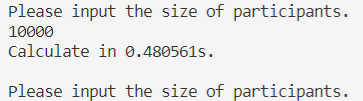 Please input the size of participants.
10000
Calculate in 0.480561s.
Please input the size of participants.